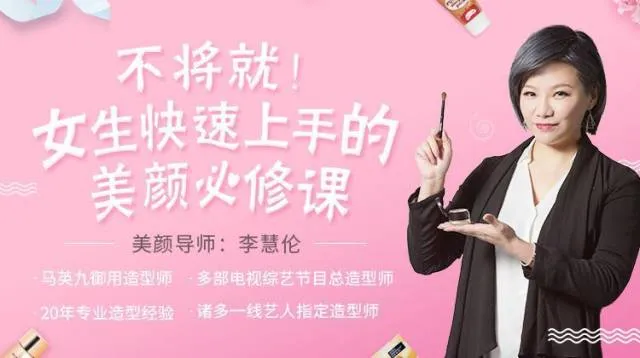 不将就！
女生快速上手的
美颜必修课
美颜导师：李慧伦
·马英九御用造型师 ·多部电视综艺节目总造型师
·20年专业造型经验 ·诸多一线艺人指定造型师